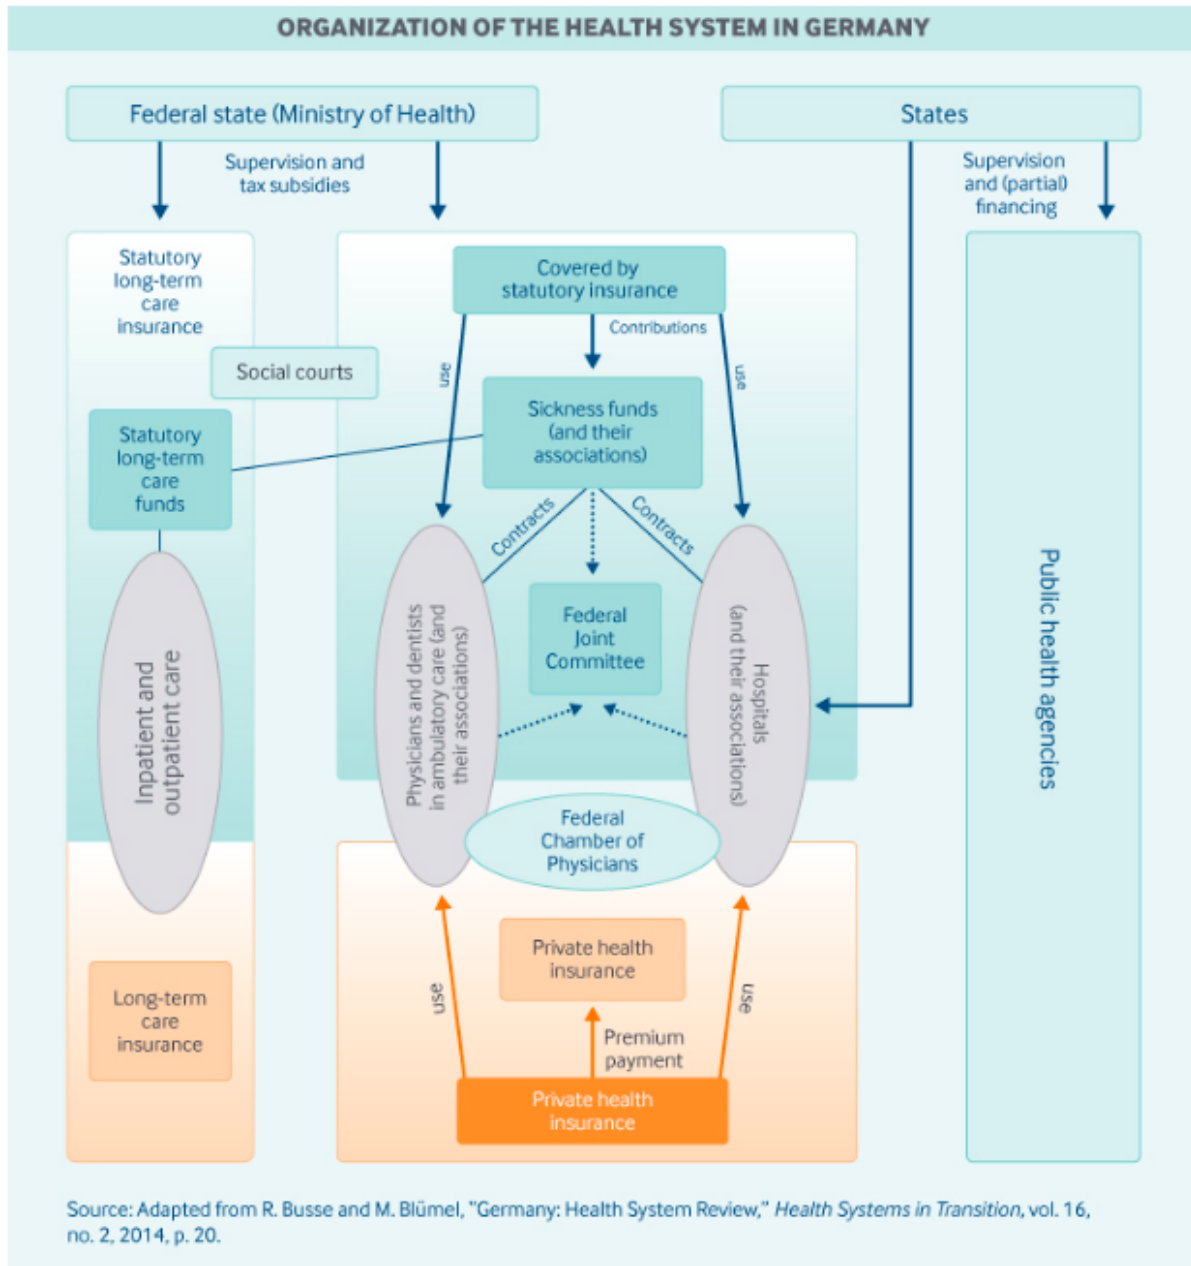 ORGANIZATION OF THE HEALTH SYSTEM IN GERMANY
Federal state (Ministry of Health)
States
Supervision and
tax subsidies
Supervision
and (partial)
financing
Statutory
long-term
care
insurance
Covered by
statutory insurance
Contributions
use
use
Social courts
Sickness funds
(and their
associations)
Statutory
long-term
care
funds
Contracts
Contracts
Federal
Joint
Committee
Inpatient and
outpatient care
Physicians and dentists
in ambulatory care (and
their associations)
Hospitals
(and their associations)
Public health agencies
Federal
Chamber of
Physicians
Private health
insurance
use
use
Long-term
care
insurance
Premium
payment
Private health
insurance
Source: Adapted from R. Busse and M. Blümel, "Germany: Health System Review," Health Systems in Transition, vol. 16,
no. 2, 2014, p. 20.